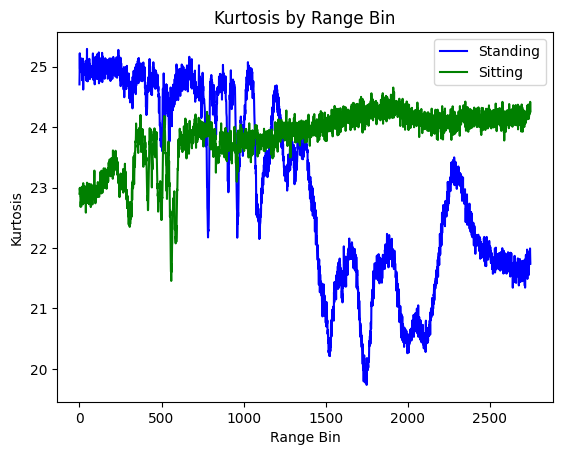 Kurtosis by Range Bin
Standing
Sitting
Kurtosis
25
24
23
22
21
20
0
500
1000
1500
2000
2500
Range Bin